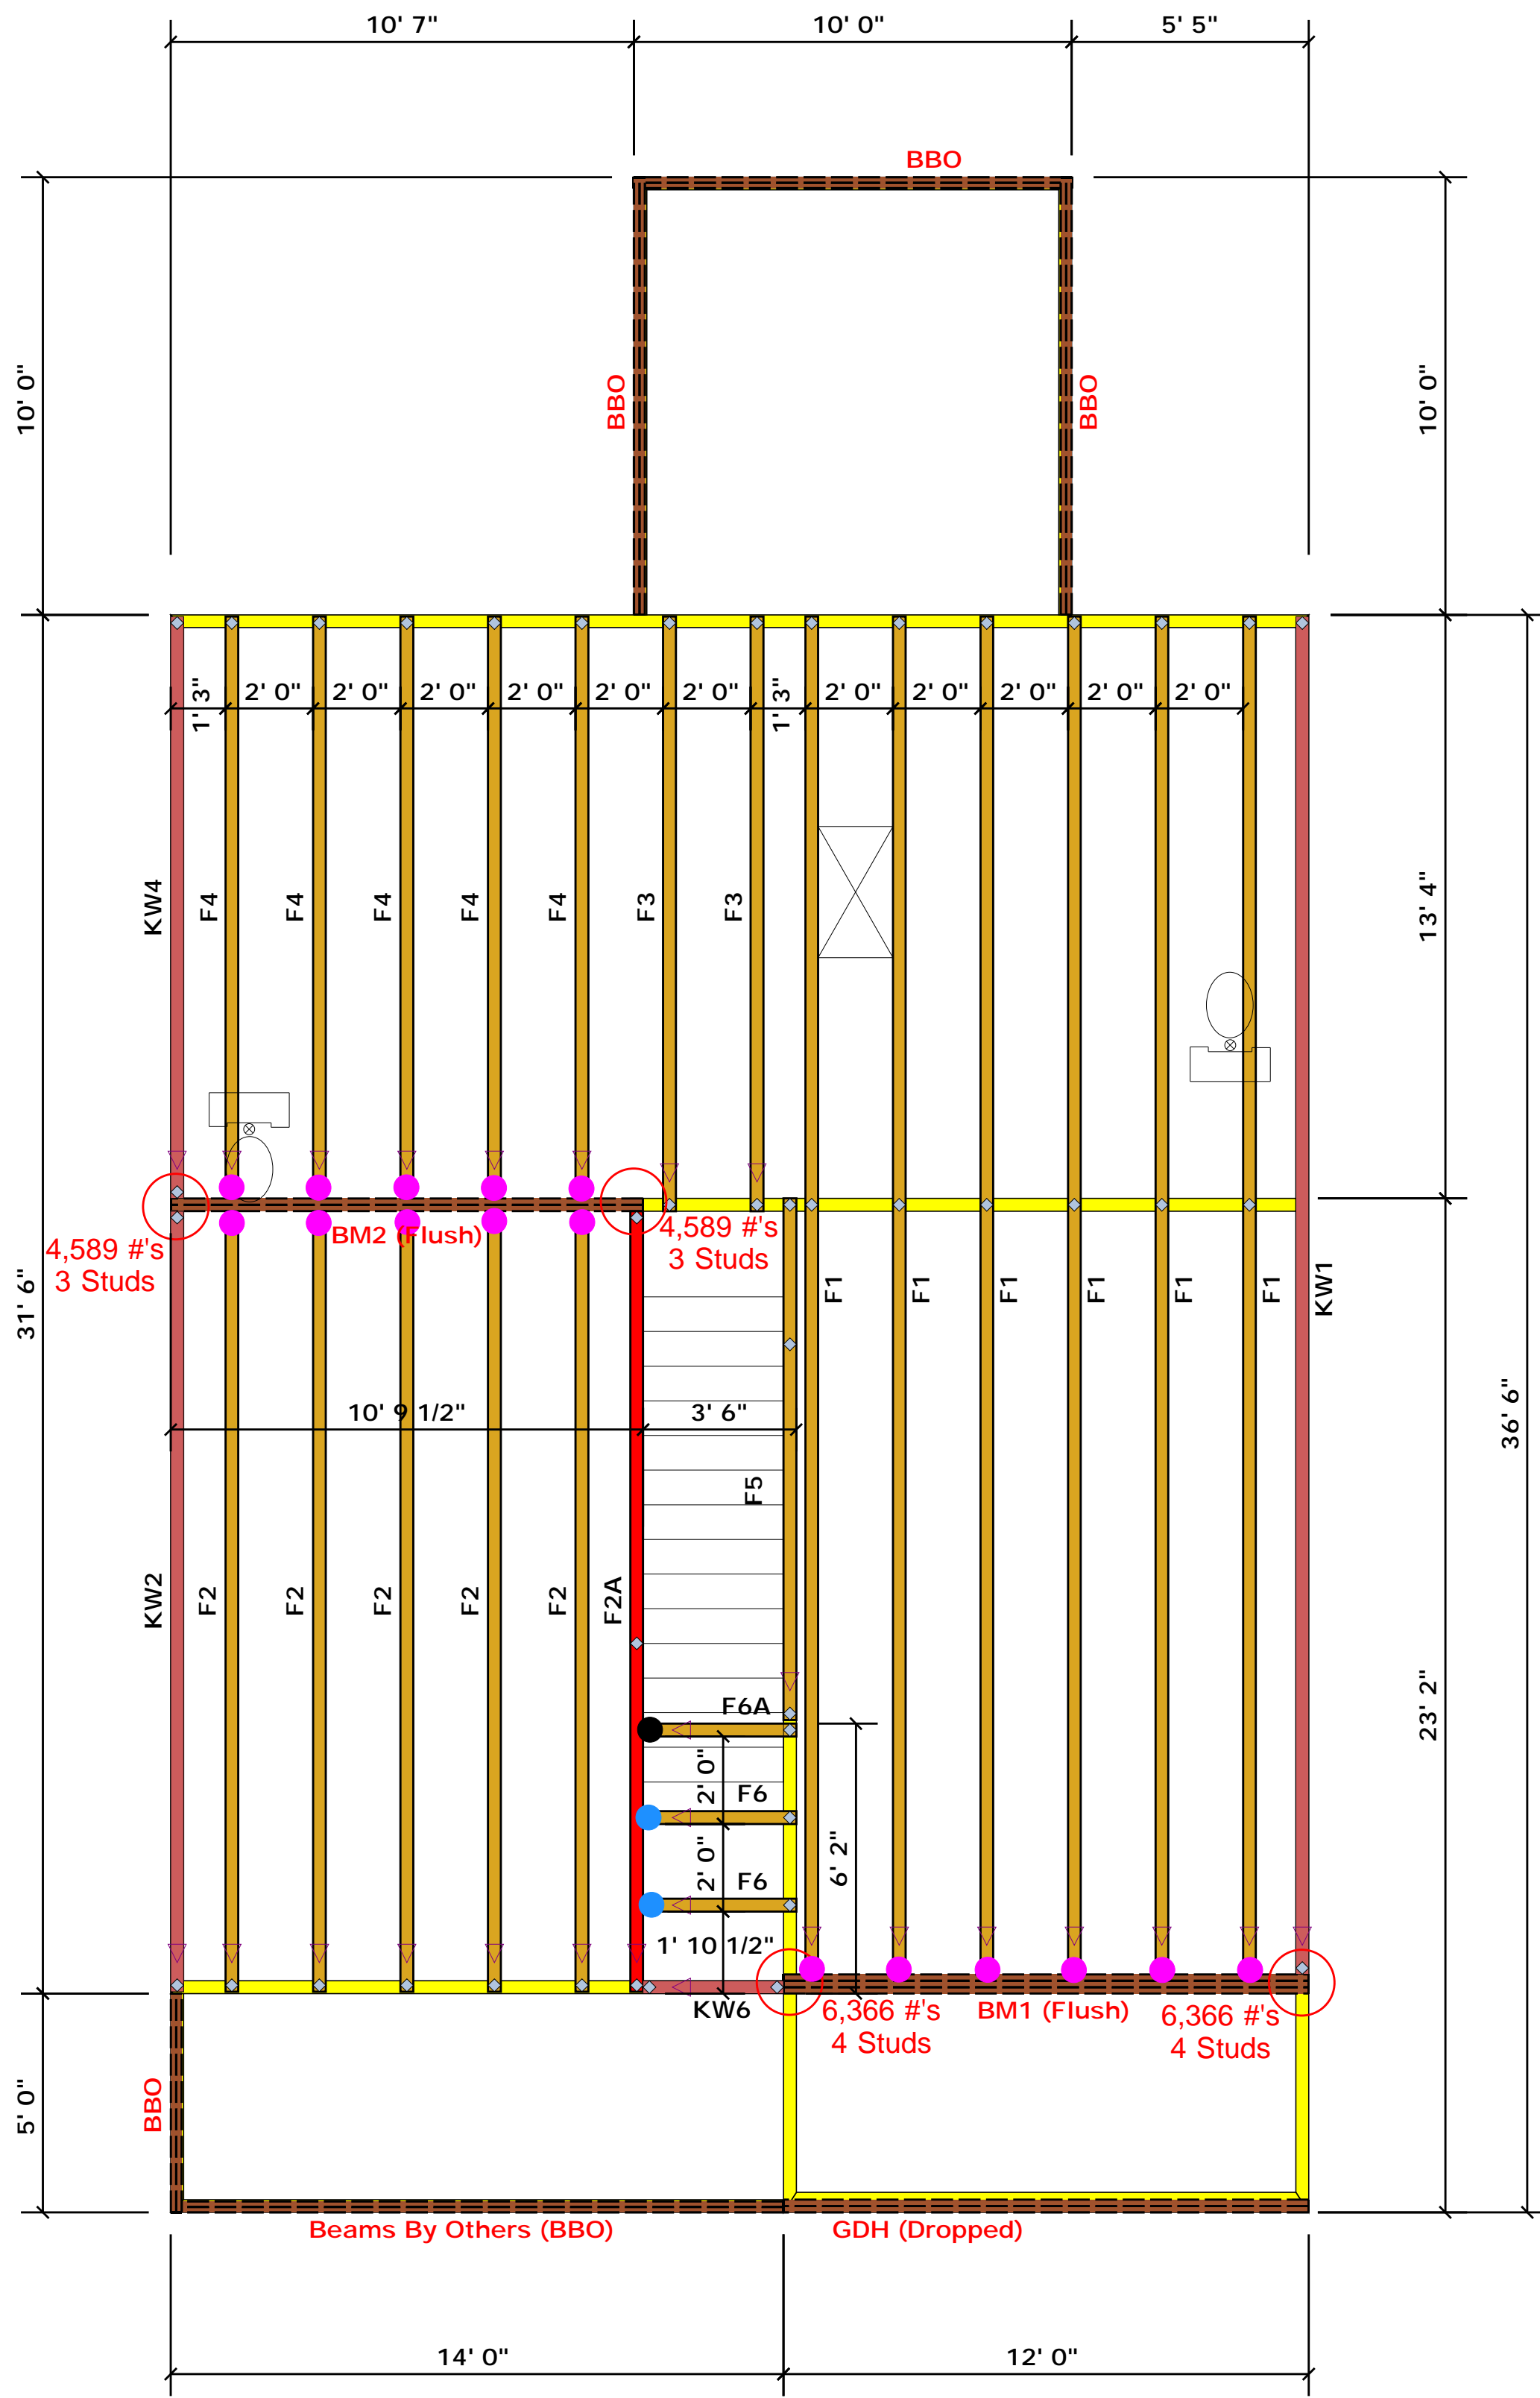 10' 7"
10' 0"
5' 5"
BBO
10' 0"
BBO
BBO
10' 0"
1' 3"
2' 0"
2' 0"
2' 0"
2' 0"
2' 0"
2' 0"
1' 3"
2' 0"
2' 0"
2' 0"
2' 0"
2' 0"
KW4
F4
F4
F4
F4
F4
F3
F3
13' 4"
4,589 #'s
3 Studs
BM2 (Flush)
4,589 #'s
3 Studs
31' 6"
F1
F1
F1
F1
F1
F1
KW1
36' 6"
10' 9 1/2"
3' 6"
F5
KW2
F2
F2
F2
F2
F2
F2A
23' 2"
F6A
2' 0"
F6
2' 0"
F6
6' 2"
1' 10 1/2"
KW6
6,366 #'s
4 Studs
BM1 (Flush)
6,366 #'s
4 Studs
5' 0"
BBO
Beams By Others (BBO)
GDH (Dropped)
14' 0"
12' 0"